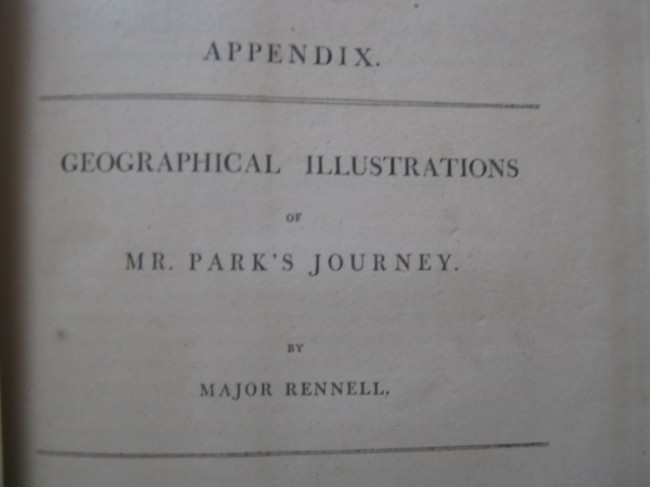 APPENDIX.
GEOGRAPHICAL ILLUSTRATIONS
OF
MR. PARK'S JOURNEY.
BY
MAJOR RENNELL.